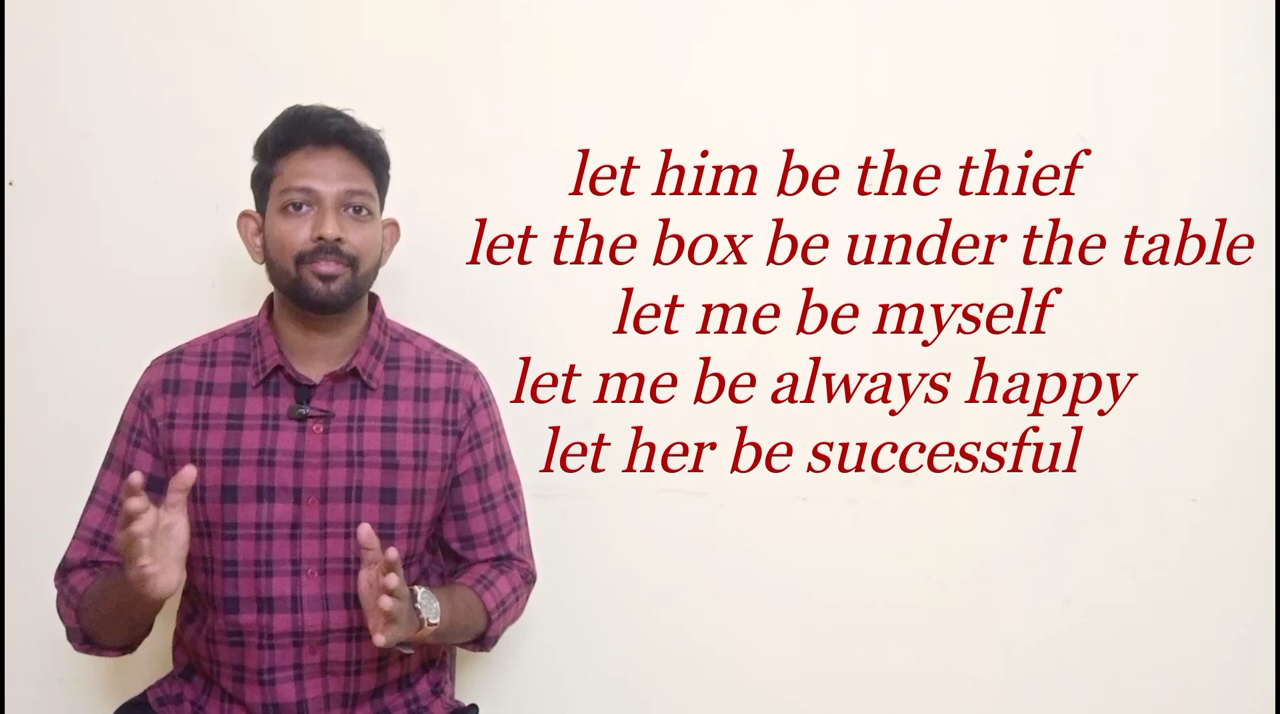 let him be the thief
let the box be under the table
let me be myself
let me be always happy
let her be successful